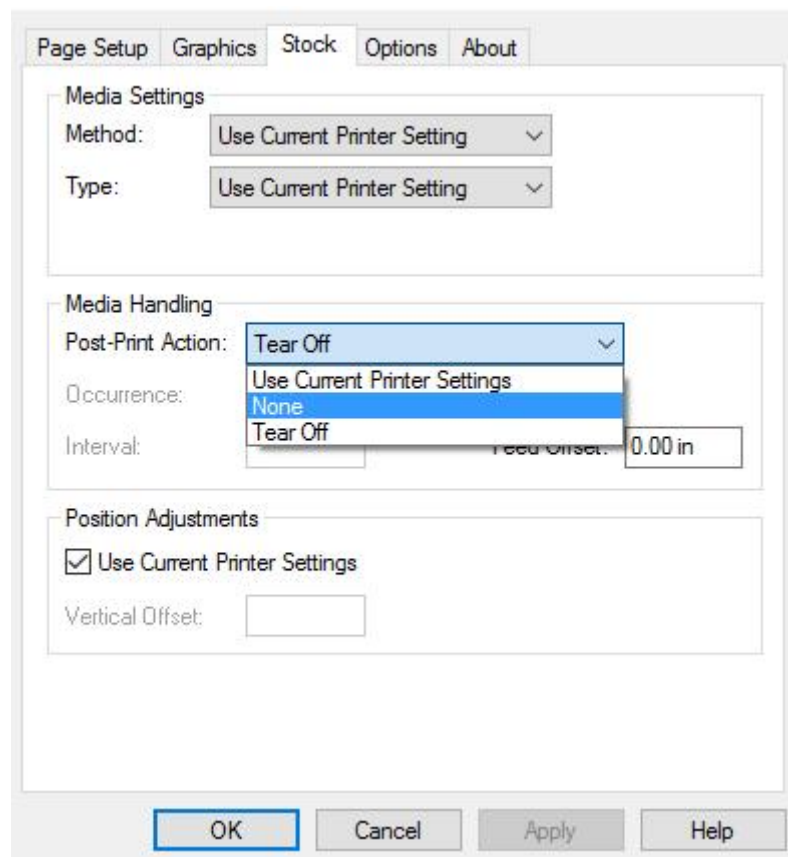 Page Setup Graphics Stock Options About
Media Settings
Method: Use Current Printer Setting
Type: Use Current Printer Setting
Media Handling
Post-Print Action: Tear Off
Use Current Printer Settings
Occurrence:
None
Tear Off
Interval: Feed Offset: 0.00 in
Position Adjustments
Use Current Printer Settings
Vertical Offset:
OK Cancel Apply Help